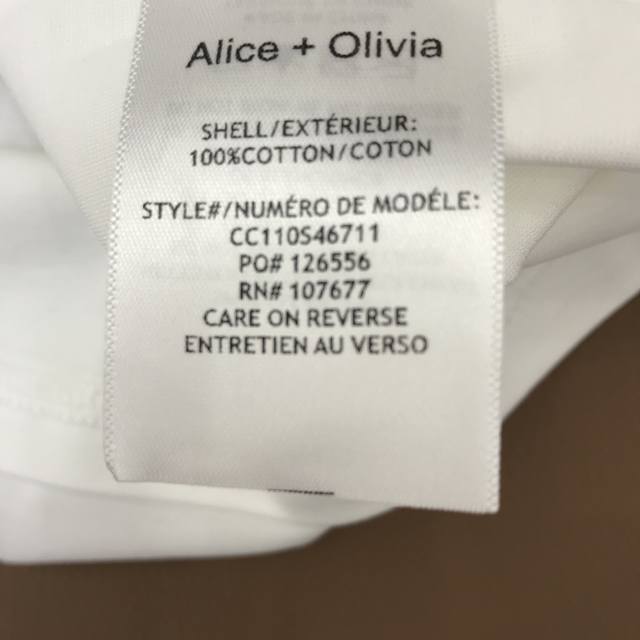 Alice + Olivia
SHELL/EXTÉRIEUR:
100%COTTON/COTON
STYLE#/NUMÉRO DE MODÉLE:
CC110S46711
PO# 126556
RN# 107677
CARE ON REVERSE
ENTRETIEN AU VERSO